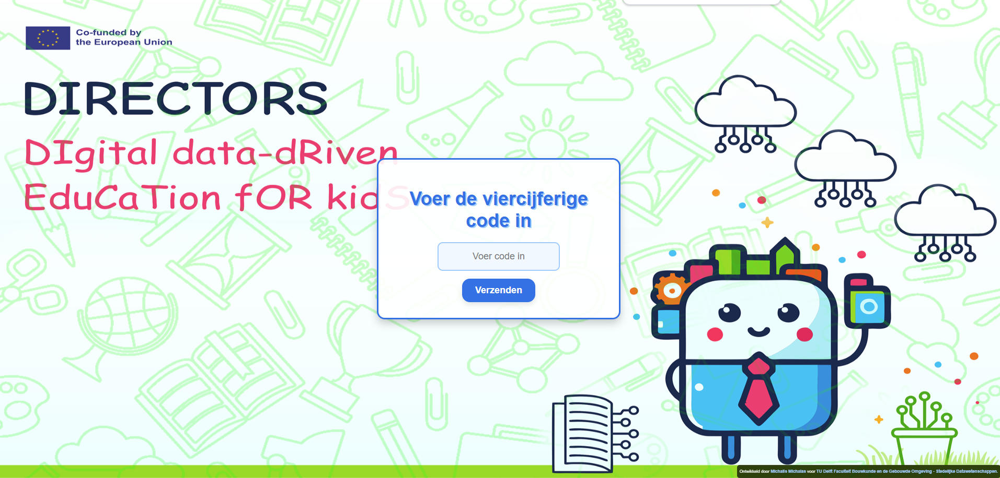 Co-funded by
the European Union
DIRECTORS
DIgital data-dRiven
EduCaTion fOR kidS
Voer de viercijferige
code in
Voer code in
Verzenden
Ontwikkeld door Michalis Michalas voor TU Delft Faculteit Bouwkunde en de Gebouwde Omgeving - Stedelijke Datawetenschappen.